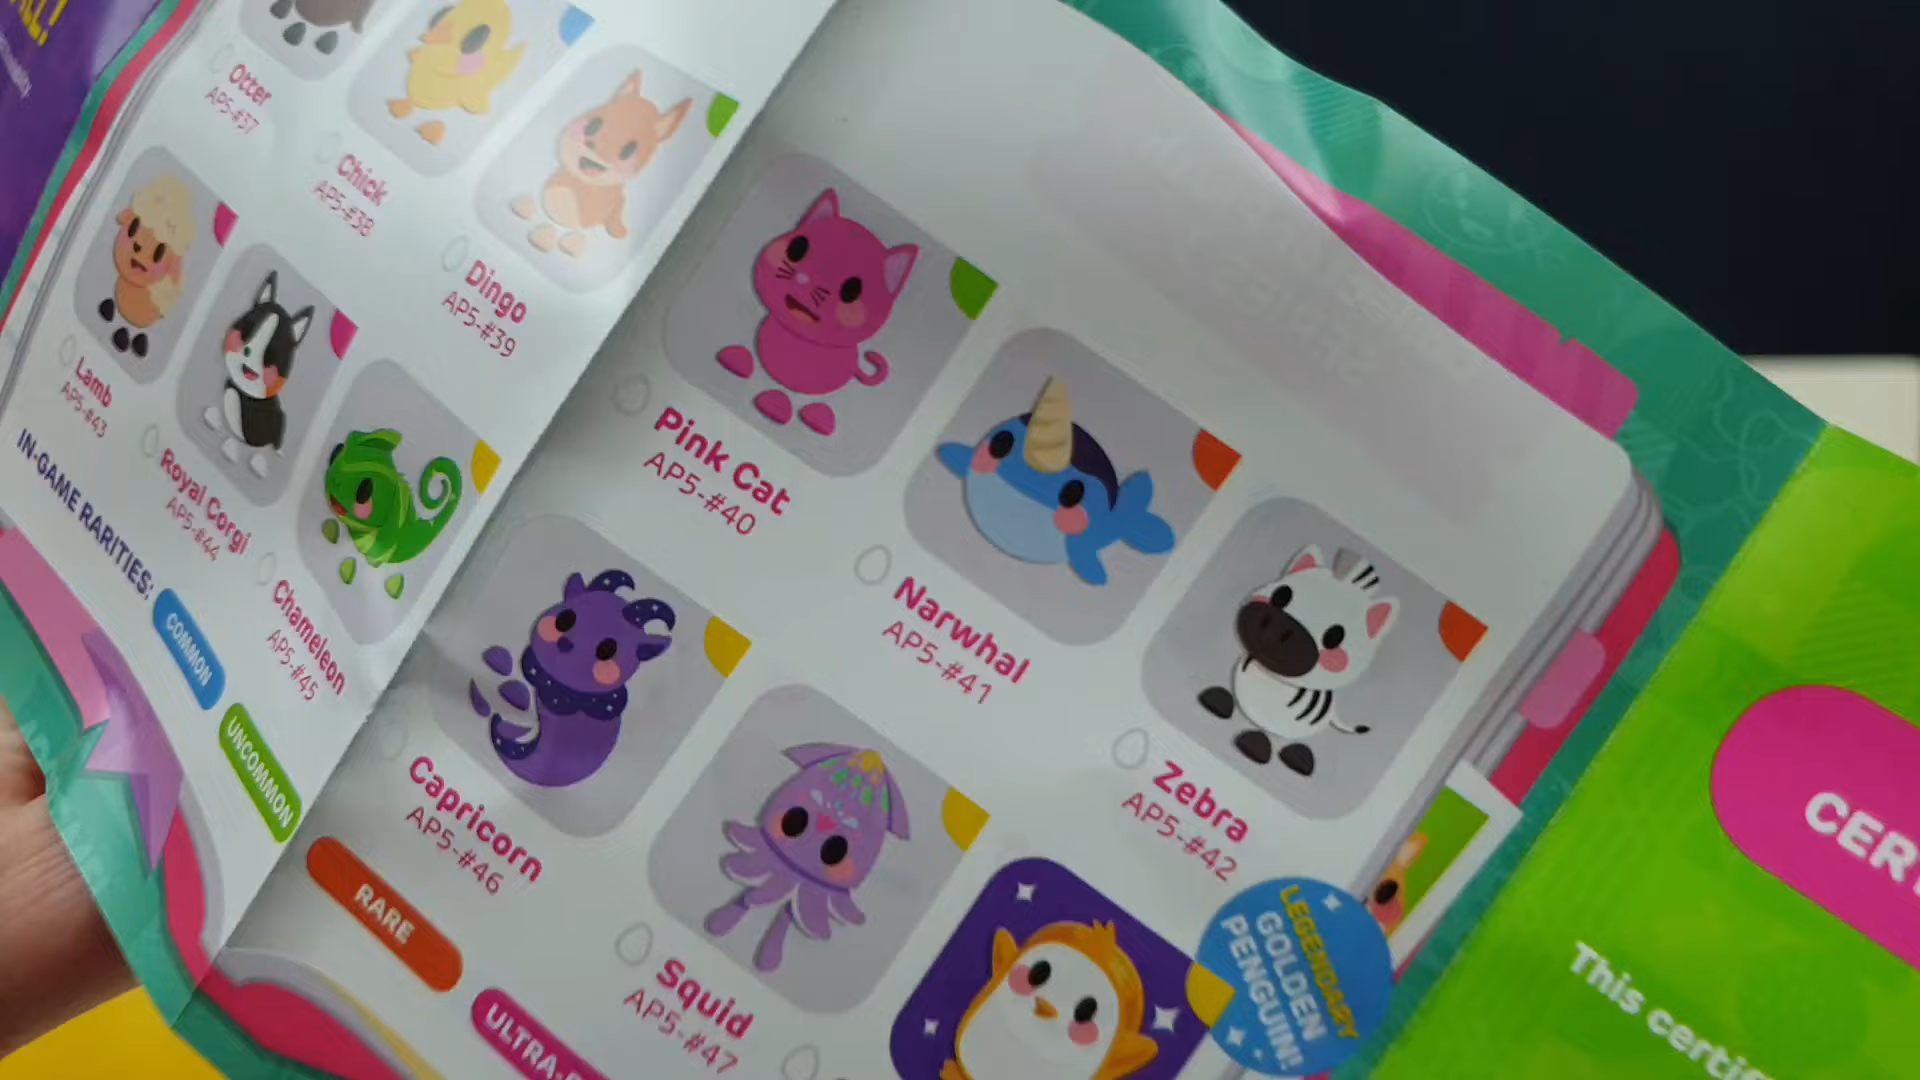 Otter
AP5-#37
Chick
AP5-#38
Dingo
AP5-#39
Pink Cat
AP5-#40
Narwhal
AP5-#41
Zebra
AP5-#42
Lamb
AP5-#43
Royal Corgi
AP5-#44
Chameleon
AP5-#45
Capricorn
AP5-#46
Squid
AP5-#47
LEGENDARY
GOLDEN
PENGUIN!
IN-GAME RARITIES:
COMMON
UNCOMMON
RARE
This